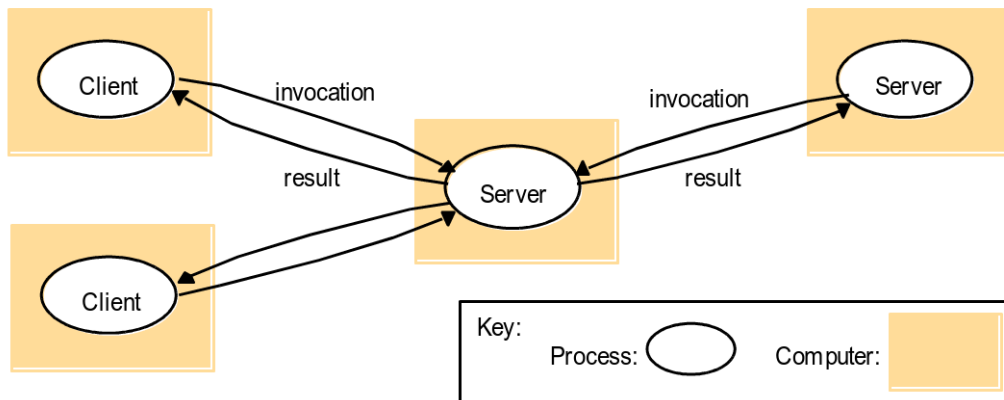 Client
invocation
result
Server
invocation
result
Server
Client
Key:
Process:
Computer: